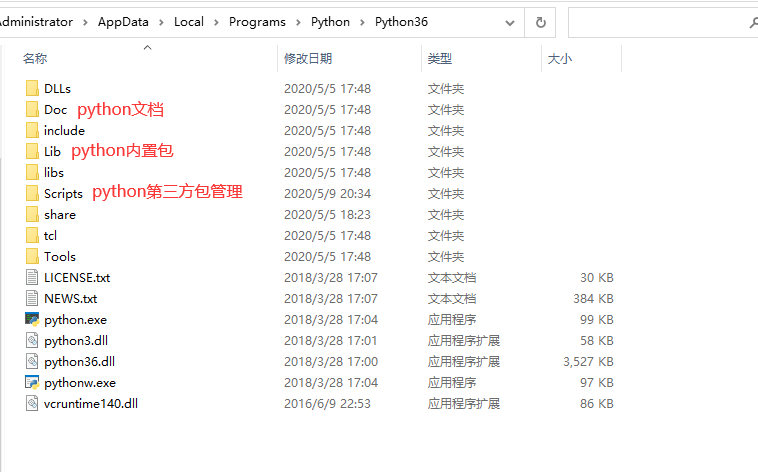 Administrator > AppData > Local > Programs > Python > Python36
名称 修改日期 类型 大小
DLLs 2020/5/5 17:48 文件夹
Doc python文档 2020/5/5 17:48 文件夹
include 2020/5/5 17:48 文件夹
Lib python内置包 2020/5/5 17:48 文件夹
libs 2020/5/5 17:48 文件夹
Scripts python第三方包管理 2020/5/9 20:34 文件夹
share 2020/5/5 18:23 文件夹
tcl 2020/5/5 17:48 文件夹
Tools 2020/5/5 17:48 文件夹
LICENSE.txt 2018/3/28 17:07 文本文档 30 KB
NEWS.txt 2018/3/28 17:07 文本文档 384 KB
python.exe 2018/3/28 17:04 应用程序 99 KB
python3.dll 2018/3/28 17:01 应用程序扩展 58 KB
python36.dll 2018/3/28 17:00 应用程序扩展 3,527 KB
pythonw.exe 2018/3/28 17:04 应用程序 97 KB
vcruntime140.dll 2016/6/9 22:53 应用程序扩展 86 KB